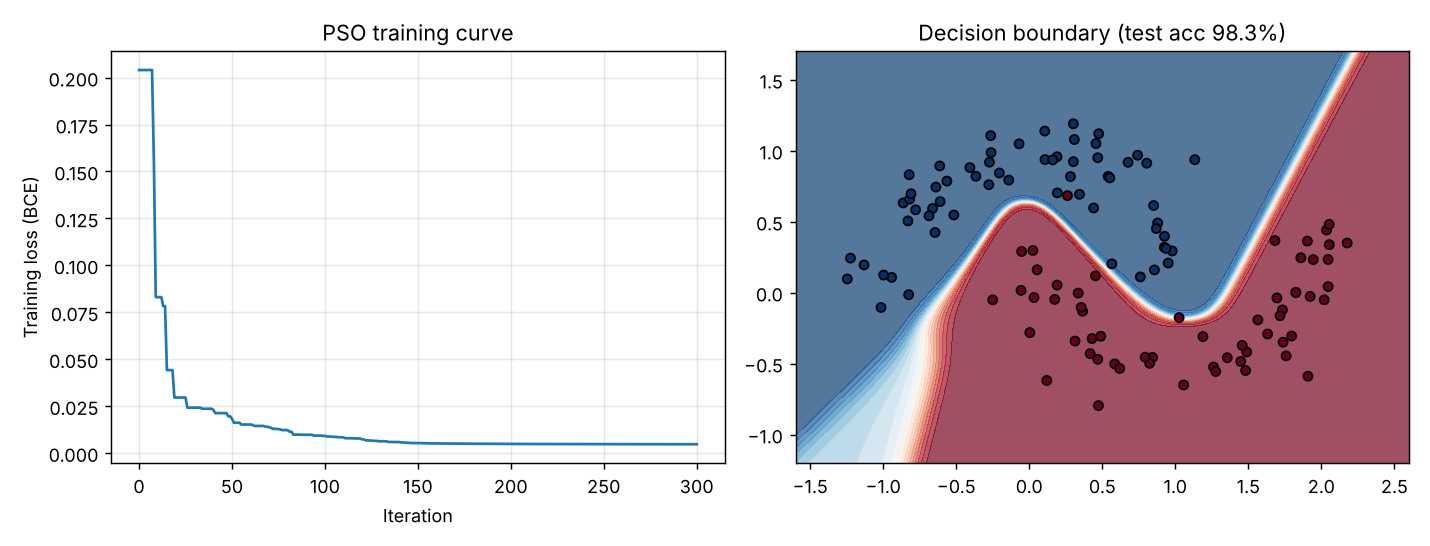 PSO training curve
Training loss (BCE)
0.200
0.175
0.150
0.125
0.100
0.075
0.050
0.025
0.000
0 50 100 150 200 250 300
Iteration
Decision boundary (test acc 98.3%)
1.5
1.0
0.5
0.0
−0.5
−1.0
−1.5 −1.0 −0.5 0.0 0.5 1.0 1.5 2.0 2.5